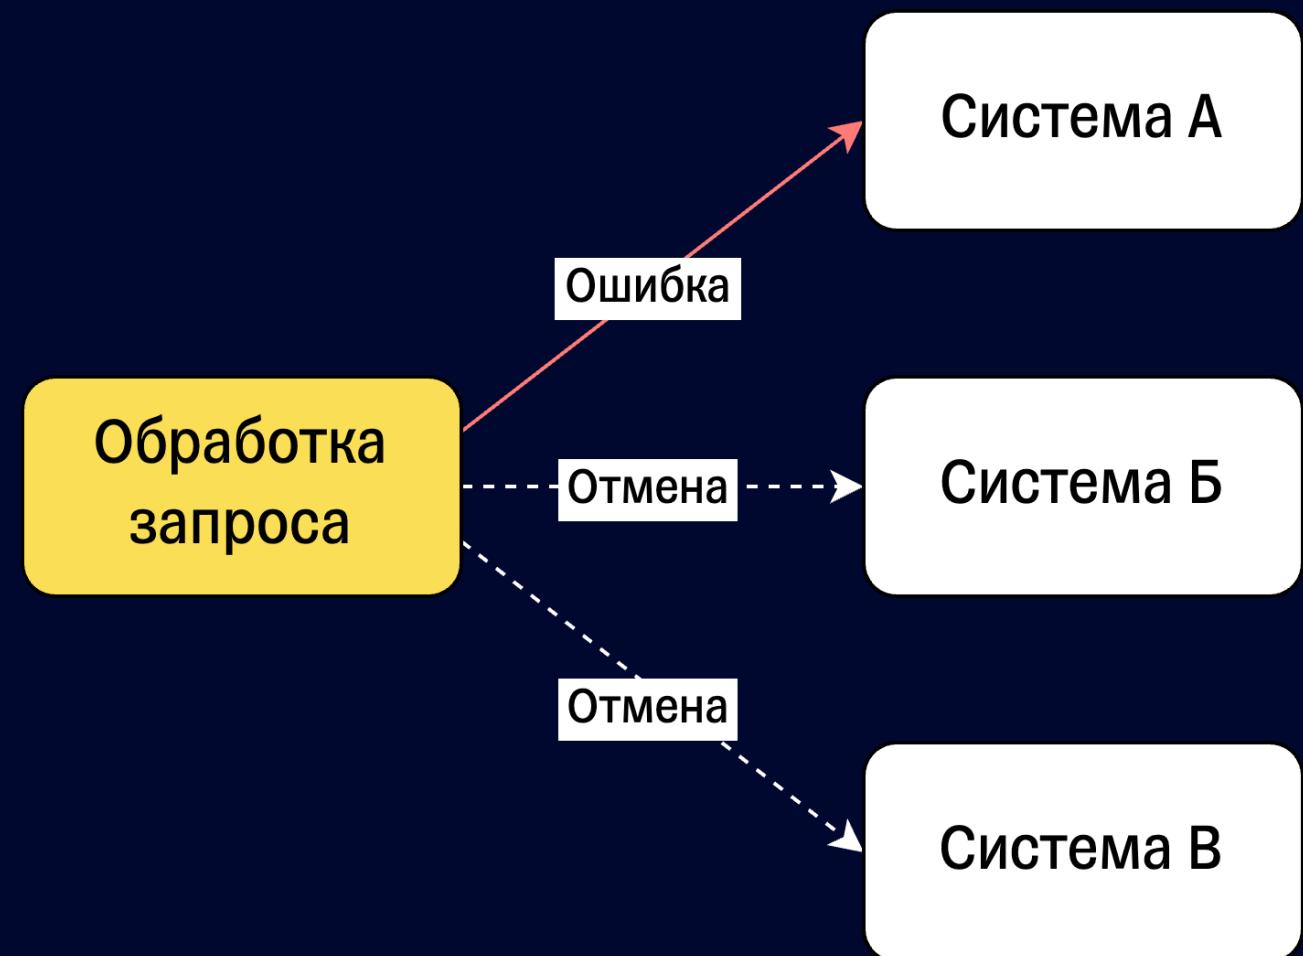 Система А
Ошибка
Обработка
запроса
Отмена
Система Б
Отмена
Система В